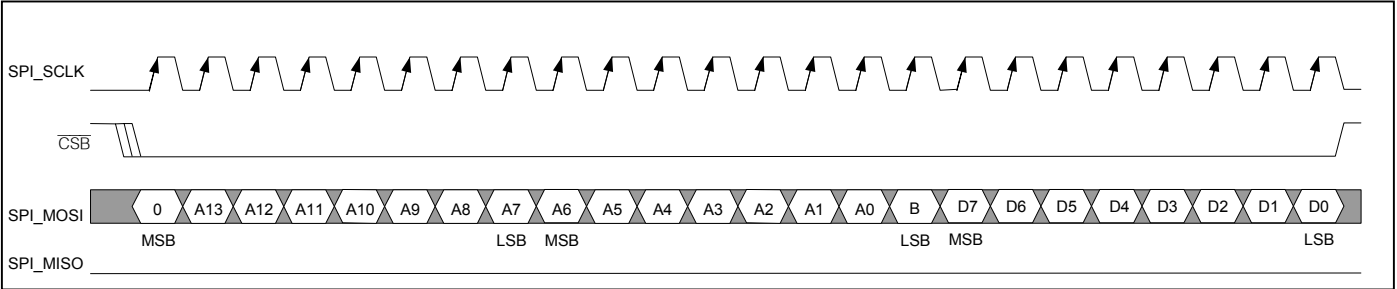 SPI_SCLK
CSB
SPI_MOSI 0 A13 A12 A11 A10 A9 A8 A7 A6 A5 A4 A3 A2 A1 A0 B D7 D6 D5 D4 D3 D2 D1 D0
MSB LSB MSB LSB MSB LSB
SPI_MISO